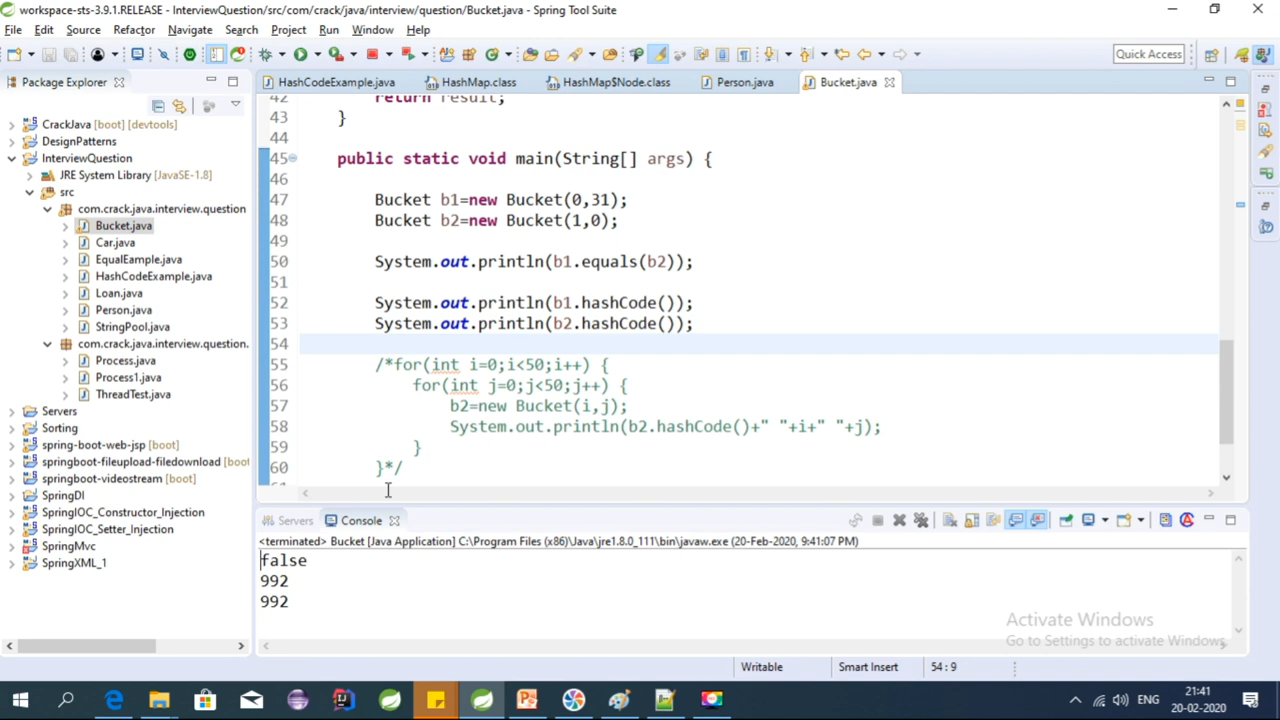 workspace-sts-3.9.1.RELEASE - InterviewQuestion/src/com/crack/java/interview/question/Bucket.java - Spring Tool Suite
File Edit Source Refactor Navigate Search Project Run Window Help
Quick Access
Package Explorer
CrackJava [boot] [devtools]
DesignPatterns
InterviewQuestion
JRE System Library [JavaSE-1.8]
src
com.crack.java.interview.question
Bucket.java
Car.java
EqualEample.java
HashCodeExample.java
Loan.java
Person.java
StringPool.java
com.crack.java.interview.question.
Process.java
Process1.java
ThreadTest.java
Servers
Sorting
spring-boot-web-jsp [boot]
springboot-fileupload-filedownload [boot
springboot-videostream [boot]
SpringDI
SpringIOC_Constructor_Injection
SpringIOC_Setter_Injection
SpringMvc
SpringXML_1
HashCodeExample.java HashMap.class HashMap$Node.class Person.java Bucket.java
42 return result;
43 }
44
45 public static void main(String[] args) {
46
47 Bucket b1=new Bucket(0,31);
48 Bucket b2=new Bucket(1,0);
49
50 System.out.println(b1.equals(b2));
51
52 System.out.println(b1.hashCode());
53 System.out.println(b2.hashCode());
54
55 /*for(int i=0;i<50;i++) {
56 for(int j=0;j<50;j++) {
57 b2=new Bucket(i,j);
58 System.out.println(b2.hashCode()+" "+i+" "+j);
59 }
60 }*/
Servers Console
<terminated> Bucket [Java Application] C:\Program Files (x86)\Java\jre1.8.0_111\bin\javaw.exe (20-Feb-2020, 9:41:07 PM)
false
992
992
Activate Windows
Go to Settings to activate Windows.
Writable Smart Insert 54 : 9
ENG
21:41
20-02-2020